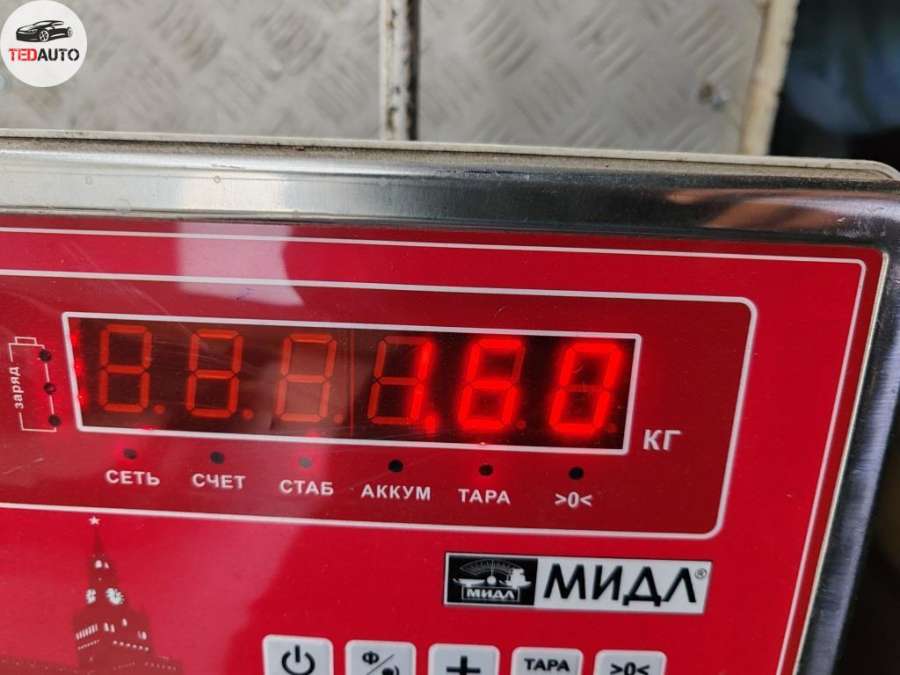 TEDAUTO
заряд
1.60
КГ
СЕТЬ СЧЕТ СТАБ АККУМ ТАРА >0<
МИДЛ МИДЛ®
Ф ТАРА >0<